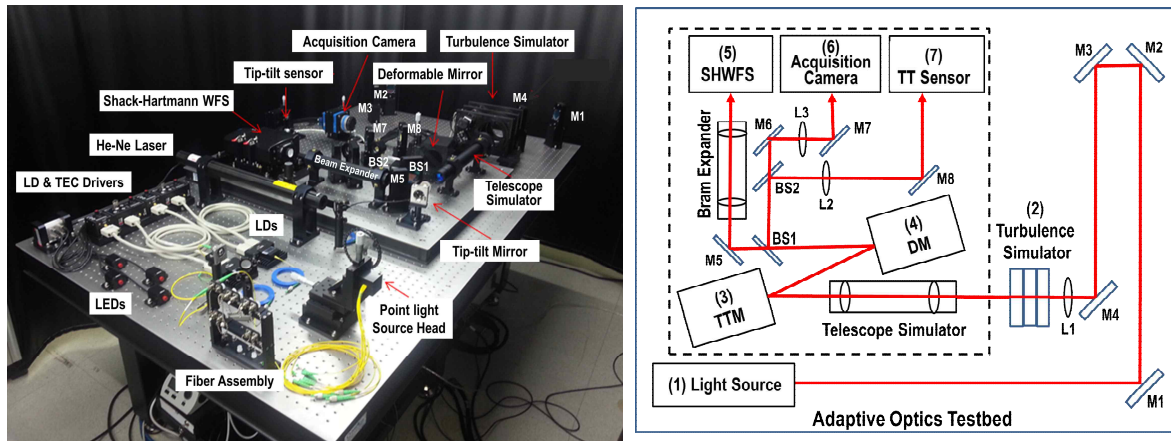 Acquisition Camera
Turbulence Simulator
Tip-tilt sensor
Deformable Mirror
Shack-Hartmann WFS
M2
M3
M4
M1
M7
M8
He-Ne Laser
BS2
BS1
Beam Expander
M5
LD & TEC Drivers
Telescope
Simulator
LDs
Tip-tilt Mirror
LEDs
Point light
Source Head
Fiber Assembly
(5)
SHWFS
(6)
Acquisition
Camera
(7)
TT Sensor
M3
M2
M6
L3
M7
Bram Expander
BS2
L2
M8
(2)
Turbulence
Simulator
(4)
DM
BS1
M5
(3)
TTM
L1
M4
Telescope Simulator
(1) Light Source
M1
Adaptive Optics Testbed